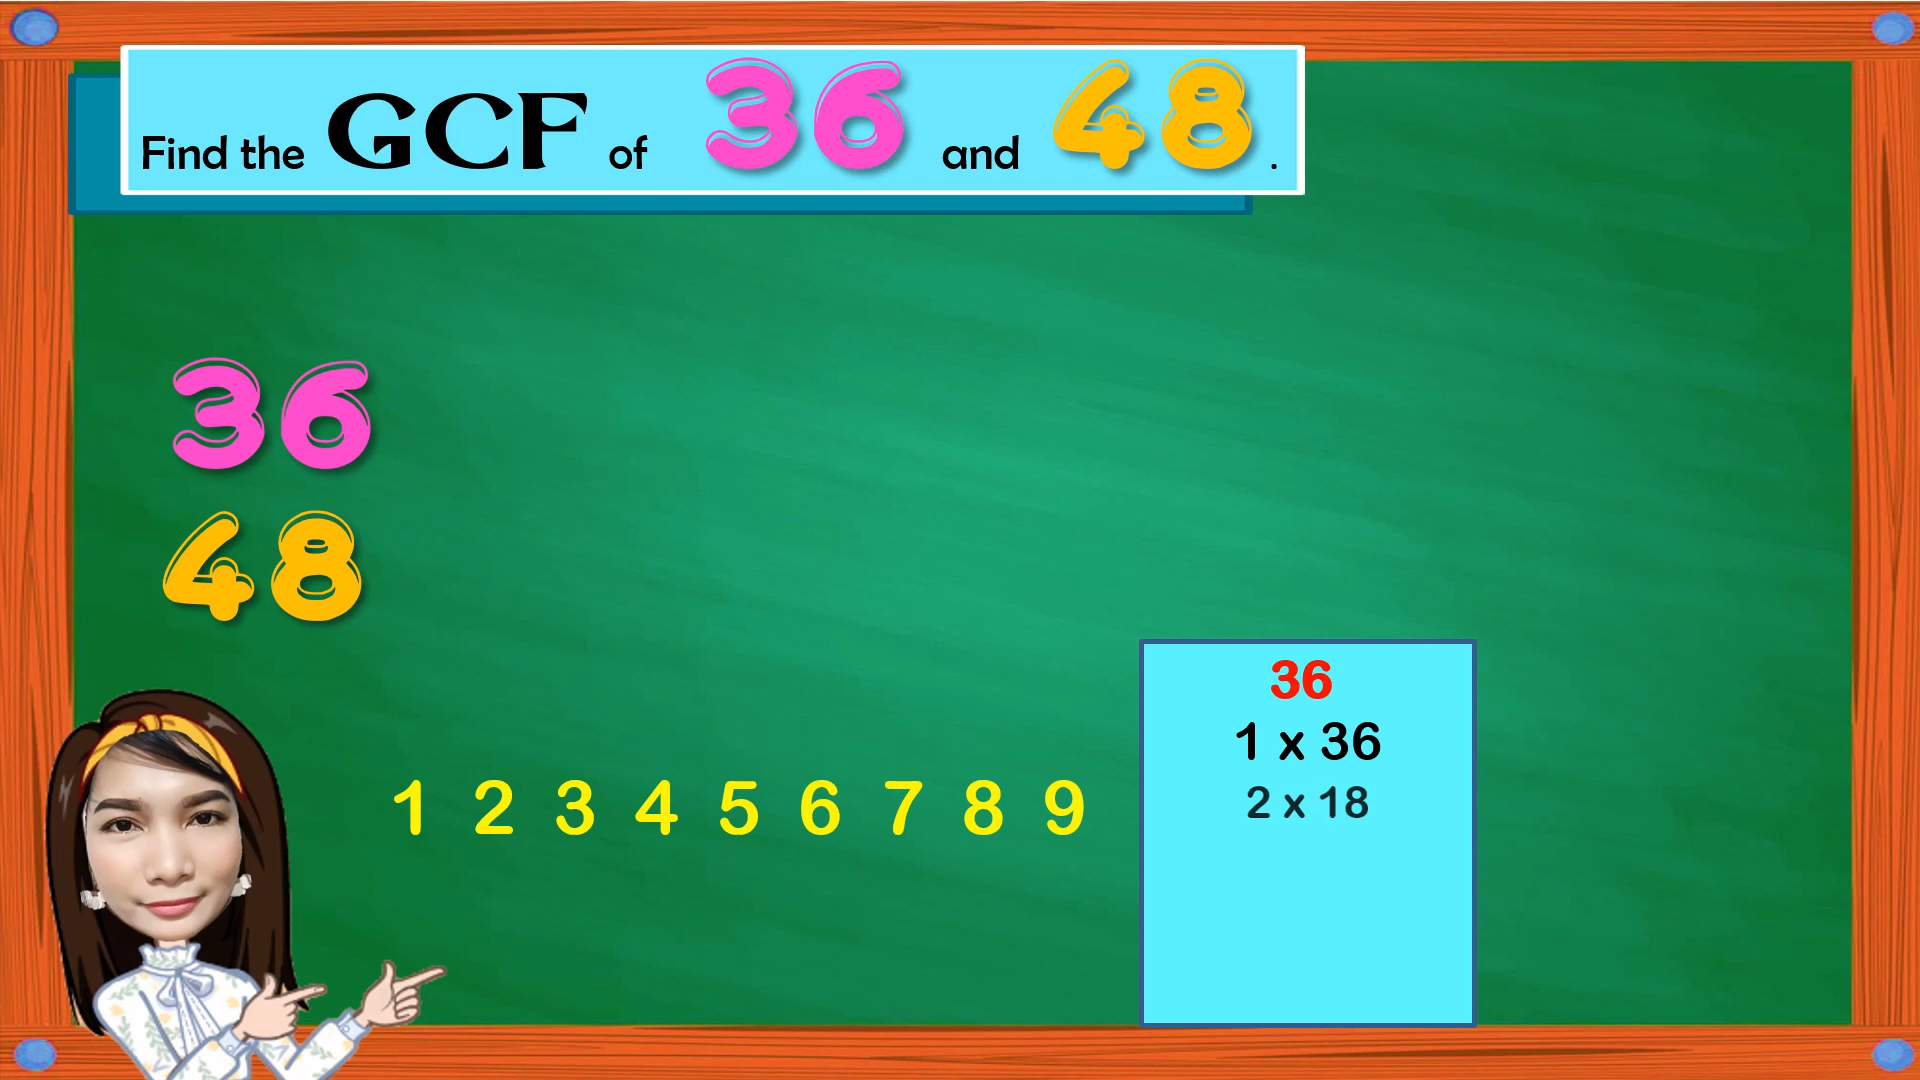 Find the GCF of 36 and 48 .
36
48
1 2 3 4 5 6 7 8 9
36
1 x 36
2 x 18